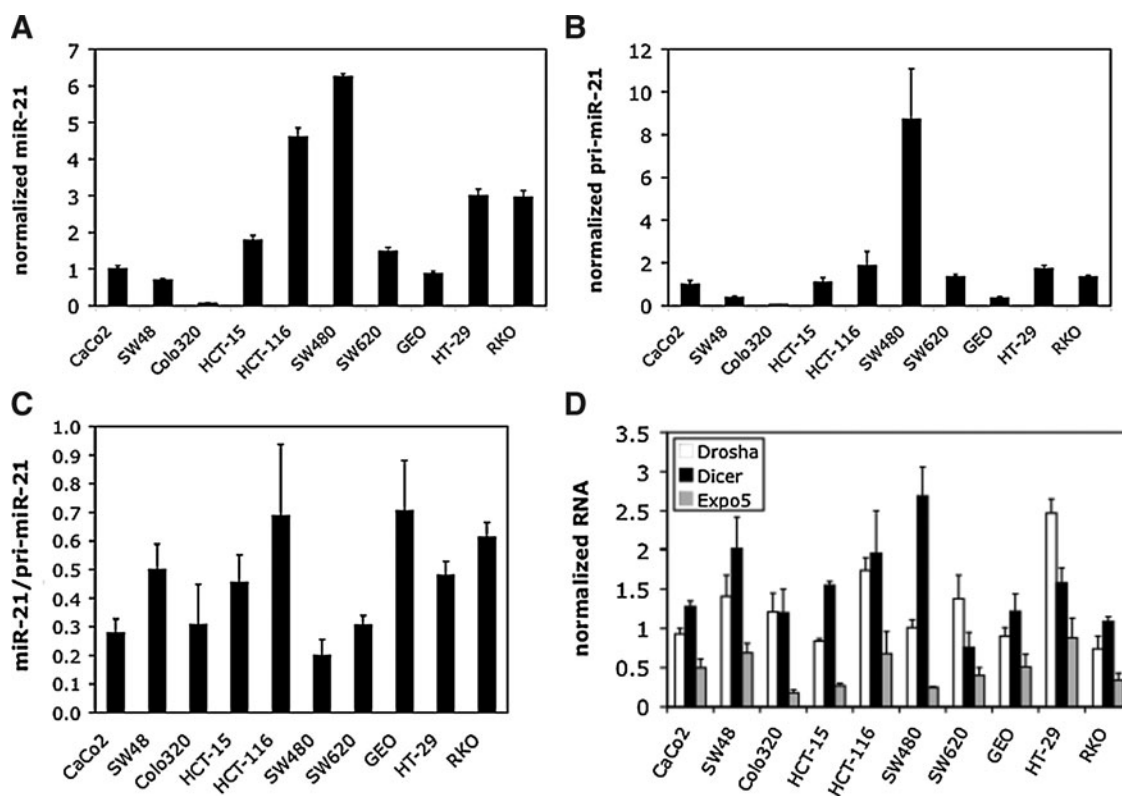 A
normalized miR-21
7
6
5
4
3
2
1
0
CaCo2
SW48
Colo320
HCT-15
HCT-116
SW480
SW620
GEO
HT-29
RKO
B
normalized pri-miR-21
12
10
8
6
4
2
0
CaCo2
SW48
Colo320
HCT-15
HCT-116
SW480
SW620
GEO
HT-29
RKO
C
miR-21/pri-miR-21
1.0
0.9
0.8
0.7
0.6
0.5
0.4
0.3
0.2
0.1
0.0
CaCo2
SW48
Colo320
HCT-15
HCT-116
SW480
SW620
GEO
HT-29
RKO
D
normalized RNA
3.5
3
2.5
2
1.5
1
0.5
0
Drosha
Dicer
Expo5
CaCo2
SW48
Colo320
HCT-15
HCT-116
SW480
SW620
GEO
HT-29
RKO